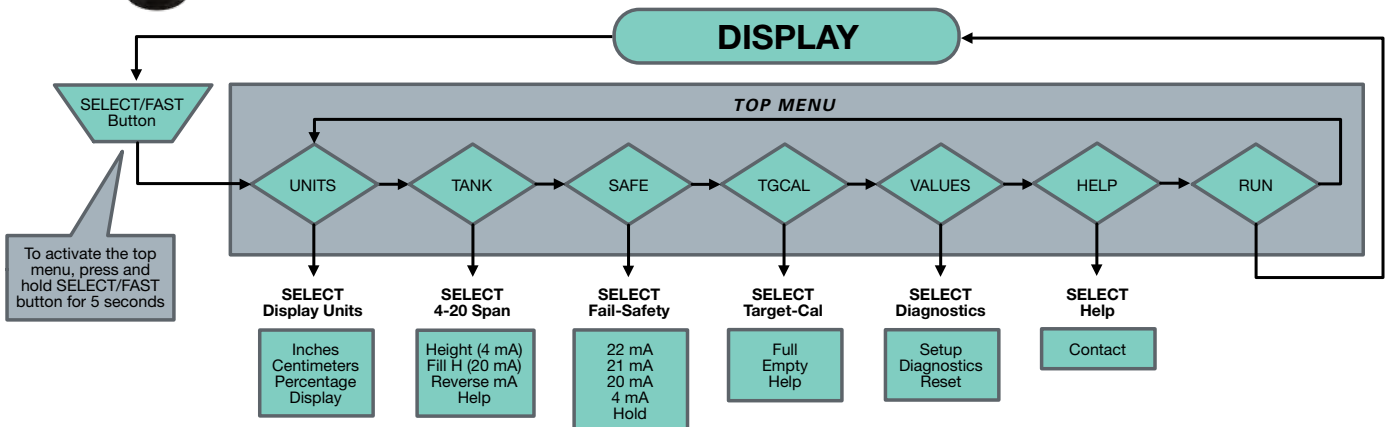 DISPLAY
SELECT/FAST
Button
TOP MENU
UNITS
TANK
SAFE
TGCAL
VALUES
HELP
RUN
To activate the top
menu, press and
hold SELECT/FAST
button for 5 seconds
SELECT
Display Units
Inches
Centimeters
Percentage
Display
SELECT
4-20 Span
Height (4 mA)
Fill H (20 mA)
Reverse mA
Help
SELECT
Fail-Safety
22 mA
21 mA
20 mA
4 mA
Hold
SELECT
Target-Cal
Full
Empty
Help
SELECT
Diagnostics
Setup
Diagnostics
Reset
SELECT
Help
Contact